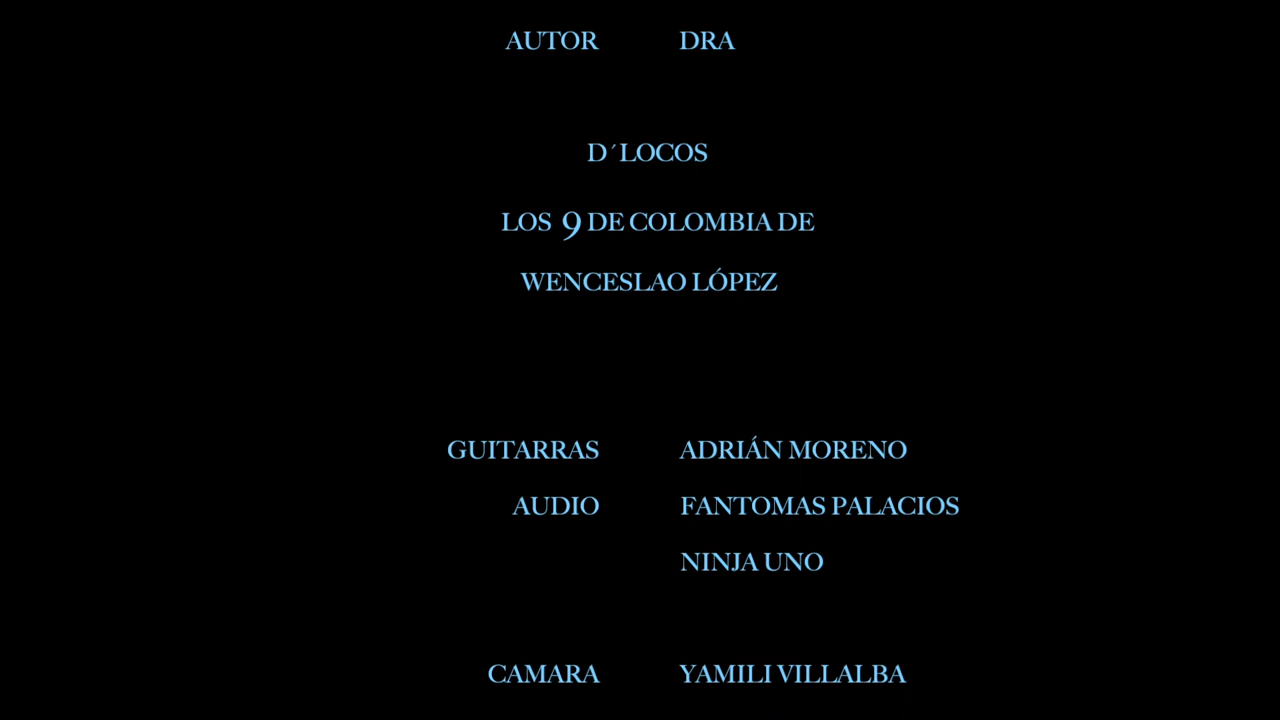 AUTOR DRA
D´LOCOS
LOS 9 DE COLOMBIA DE
WENCESLAO LÓPEZ
GUITARRAS ADRIÁN MORENO
AUDIO FANTOMAS PALACIOS
NINJA UNO
CAMARA YAMILI VILLALBA